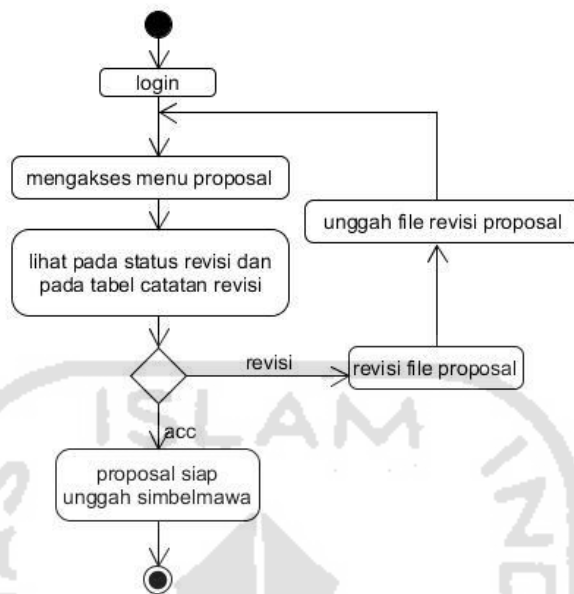 login
mengakses menu proposal
unggah file revisi proposal
lihat pada status revisi dan
pada tabel catatan revisi
revisi
revisi file proposal
acc
ISLAM
proposal siap
unggah simbelmawa